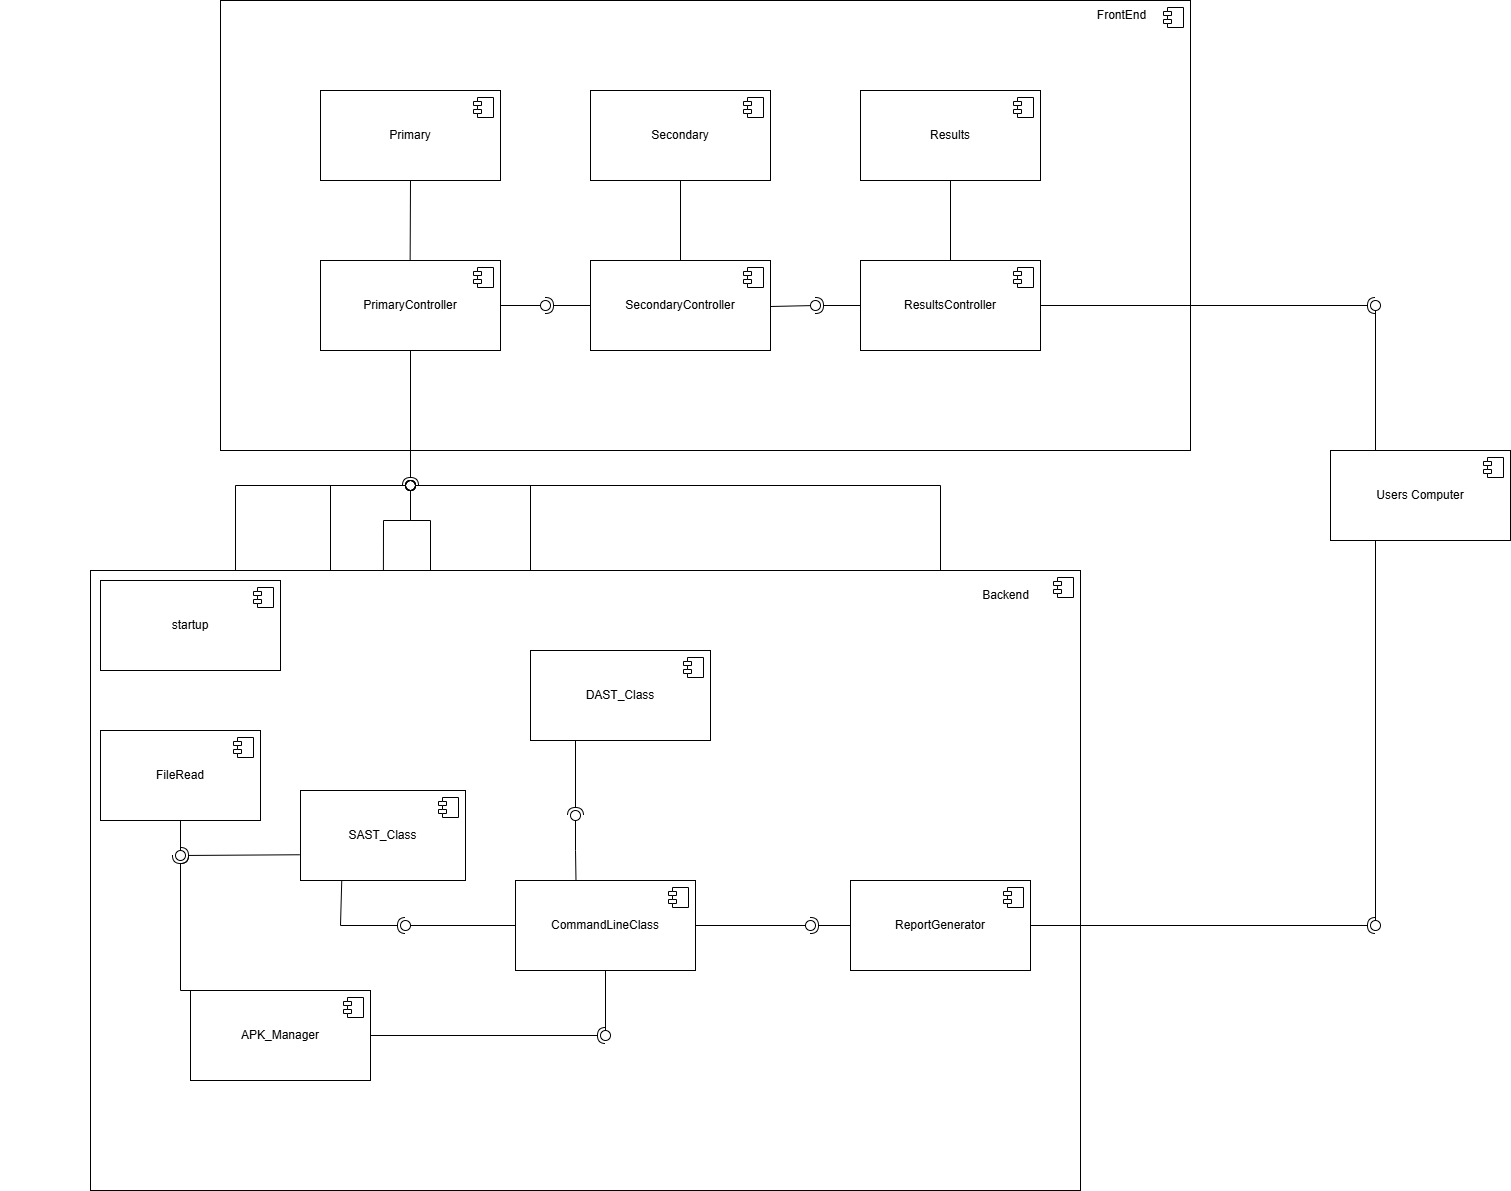 FrontEnd
Primary
Secondary
Results
PrimaryController
SecondaryController
ResultsController
Users Computer
Backend
startup
DAST_Class
FileRead
SAST_Class
CommandLineClass
ReportGenerator
APK_Manager